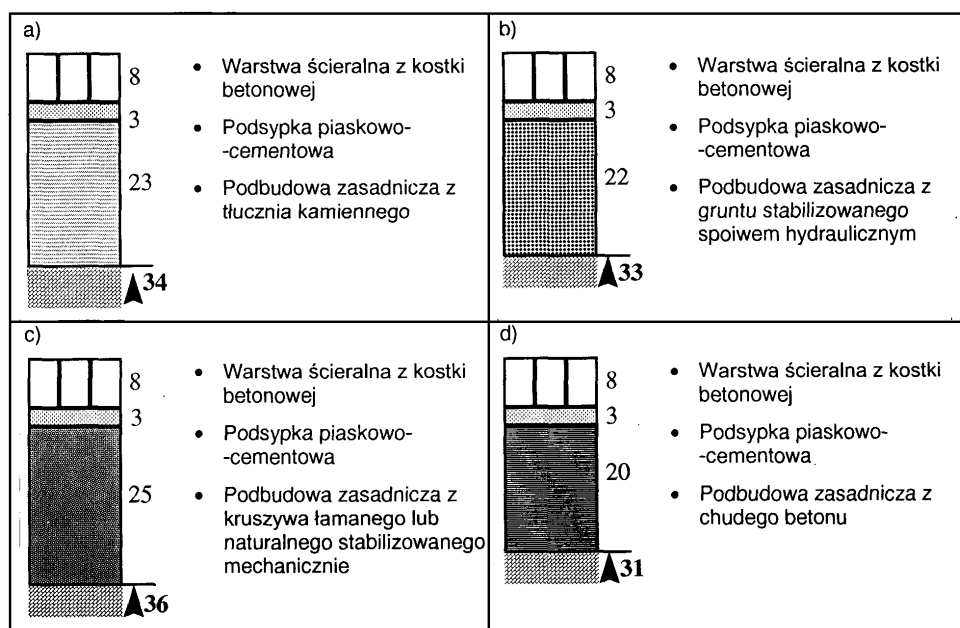 a)
8
3
23
34
• Warstwa ścieralna z kostki
betonowej
• Podsypka piaskowo-
-cementowa
• Podbudowa zasadnicza z
tłucznia kamiennego
b)
8
3
22
33
• Warstwa ścieralna z kostki
betonowej
• Podsypka piaskowo-
-cementowa
• Podbudowa zasadnicza z
gruntu stabilizowanego
spoiwem hydraulicznym
c)
8
3
25
36
• Warstwa ścieralna z kostki
betonowej
• Podsypka piaskowo-
-cementowa
• Podbudowa zasadnicza z
kruszywa łamanego lub
naturalnego stabilizowanego
mechanicznie
d)
8
3
20
31
• Warstwa ścieralna z kostki
betonowej
• Podsypka piaskowo-
-cementowa
• Podbudowa zasadnicza z
chudego betonu